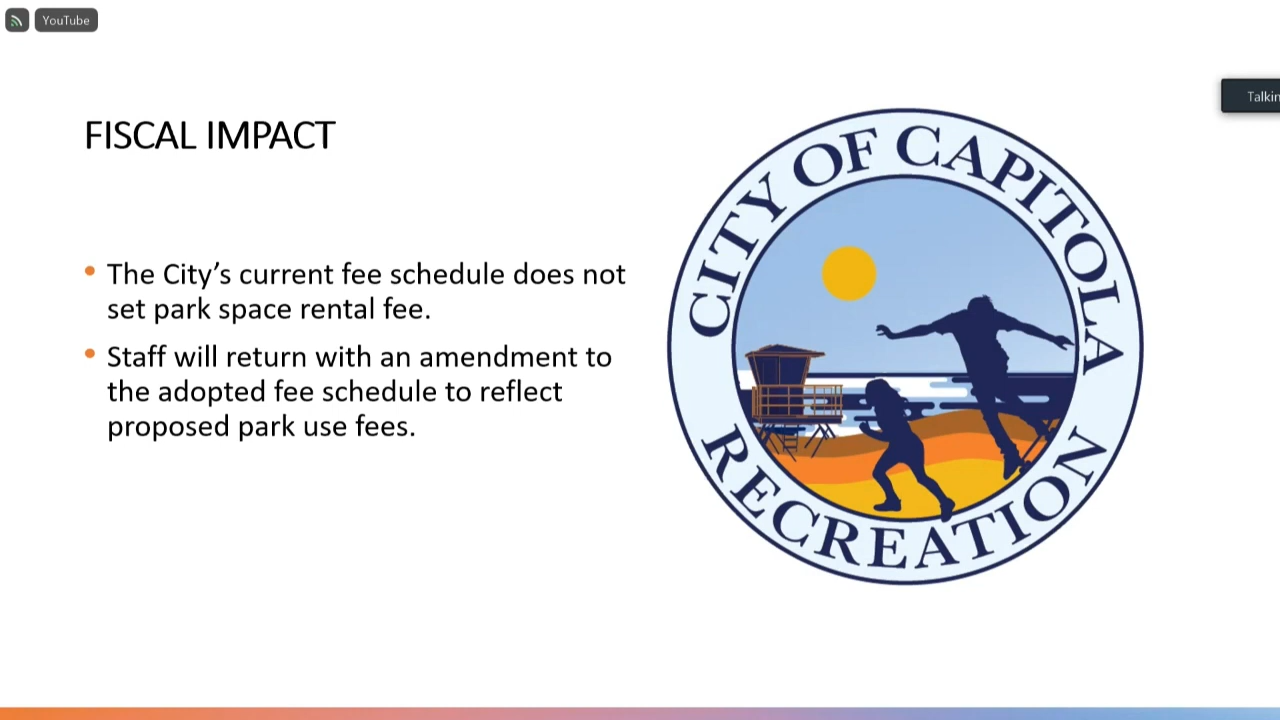 YouTube
Talkin
FISCAL IMPACT
• The City’s current fee schedule does not
set park space rental fee.
• Staff will return with an amendment to
the adopted fee schedule to reflect
proposed park use fees.
CITY OF CAPITOLA
RECREATION